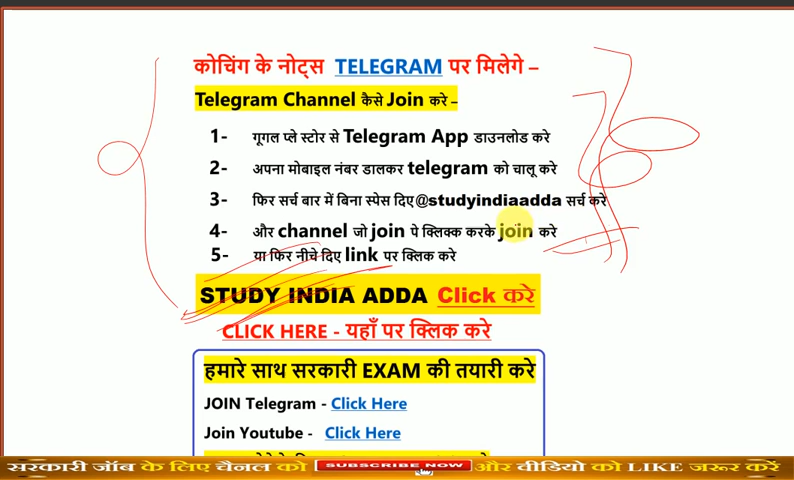 कोचिंग के नोट्स TELEGRAM पर मिलेगे –
Telegram Channel कैसे Join करे –
1- गूगल प्ले स्टोर से Telegram App डाउनलोड करे
2- अपना मोबाइल नंबर डालकर telegram को चालू करे
3- फिर सर्च बार में बिना स्पेस दिए@studyindiaadda सर्च करे
4- और channel जो join पे क्लिक्क करके join करे
5- या फिर नीचे दिए link पर क्लिक करे
STUDY INDIA ADDA Click करे
CLICK HERE - यहाँ पर क्लिक करे
हमारे साथ सरकारी EXAM की तयारी करे
JOIN Telegram - Click Here
Join Youtube - Click Here
सरकारी जॉब के लिए चैनल को SUBSCRIBE NOW और वीडियो को LIKE जरूर करें